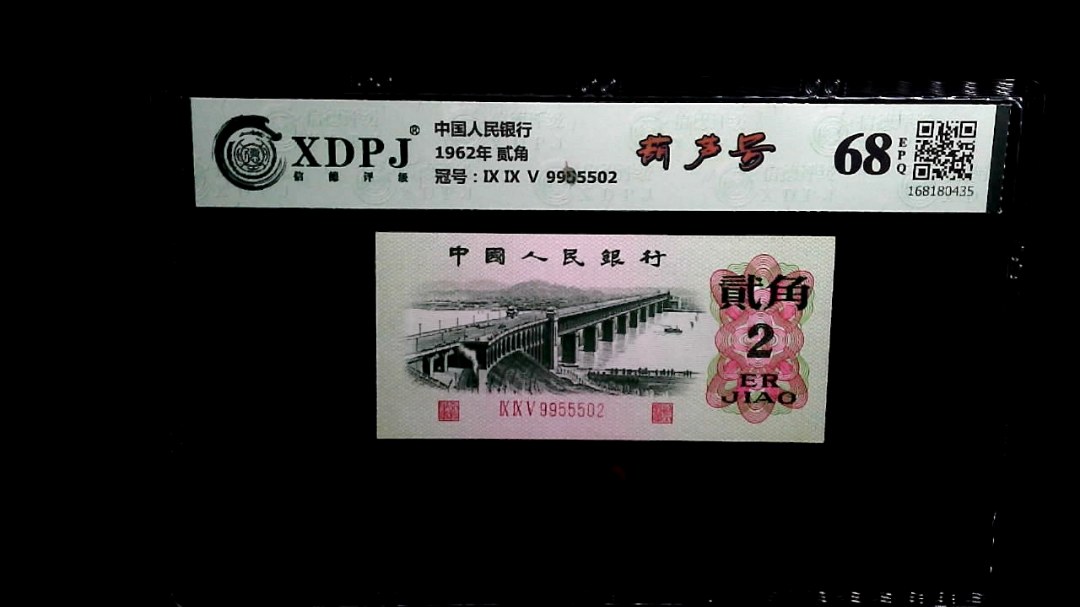 XDPJ®
信德评级
中国人民银行
1962年 贰角
冠号：IX IX V 9955502
葫芦号
68
EPQ
168180435
中國人民銀行
貳角
2
ER
JIAO
IX IX V 9955502